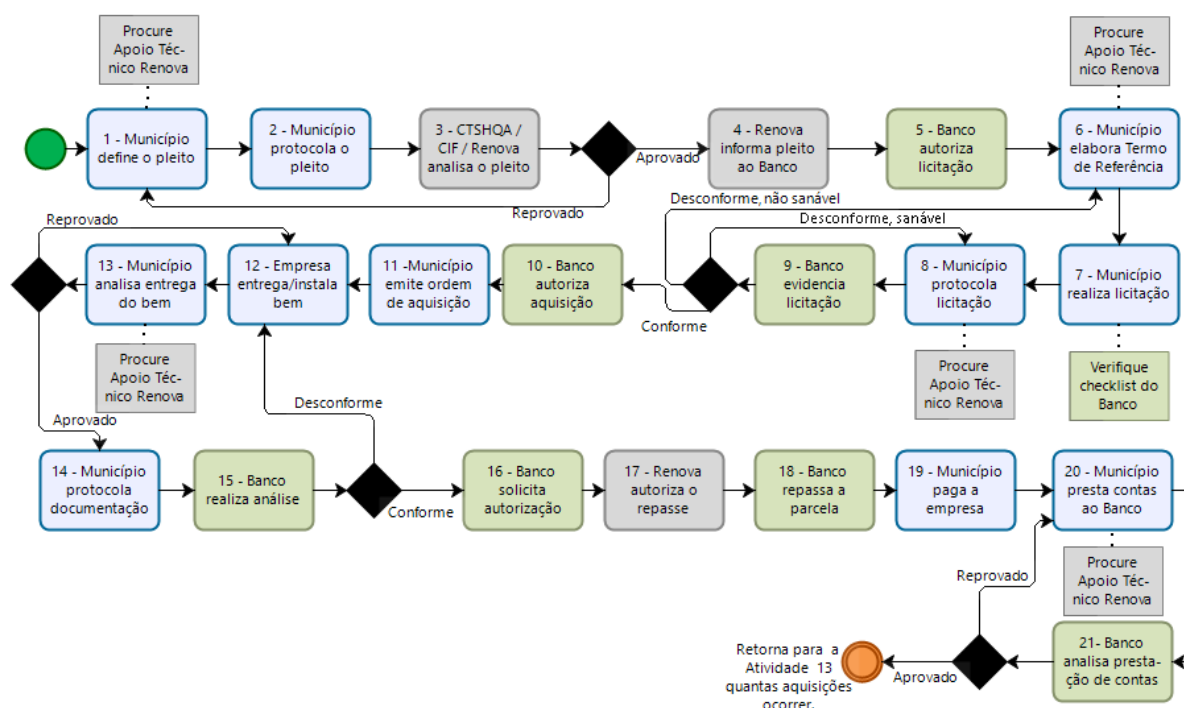 Procure
Apoio Téc-
nico Renova
Procure
Apoio Téc-
nico Renova
1 - Município
define o pleito
2 - Município
protocola o
pleito
3 - CTSHQA /
CIF / Renova
analisa o pleito
Aprovado
Reprovado
4 - Renova
informa pleito
ao Banco
5 - Banco
autoriza
licitação
6 - Município
elabora Termo
de Referência
Desconforme, não sanável
Desconforme, sanável
7 - Município
realiza licitação
Verifique
checklist do
Banco
8 - Município
protocola
licitação
Procure
Apoio Téc-
nico Renova
9 - Banco
evidencia
licitação
Conforme
10 - Banco
autoriza
aquisição
11 -Município
emite ordem
de aquisição
12 - Empresa
entrega/instala
bem
13 - Município
analisa entrega
do bem
Procure
Apoio Téc-
nico Renova
Reprovado
Aprovado
14 - Município
protocola
documentação
15 - Banco
realiza análise
Desconforme
Conforme
16 - Banco
solicita
autorização
17 - Renova
autoriza o
repasse
18 - Banco
repassa a
parcela
19 - Município
paga a
empresa
20 - Município
presta contas
ao Banco
Procure
Apoio Téc-
nico Renova
21- Banco
analisa presta-
ção de contas
Reprovado
Aprovado
Retorna para  a
Atividade  13
quantas aquisições
ocorrer.